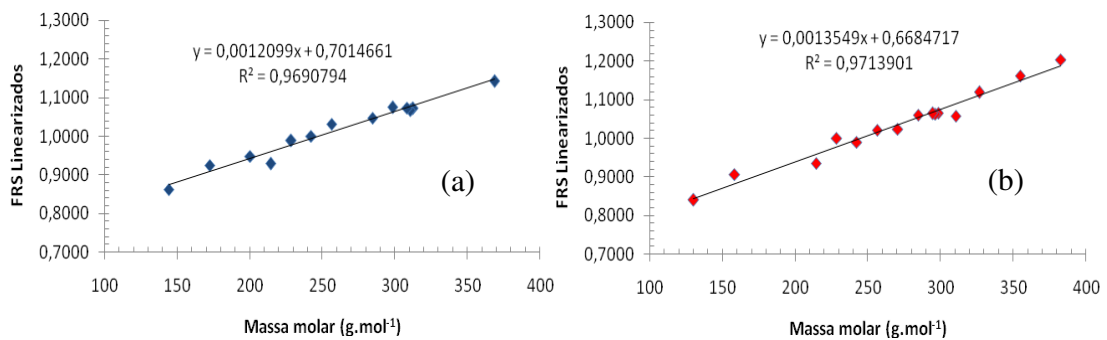 1,3000
1,2000
1,1000
1,0000
0,9000
0,8000
0,7000
FRS Linearizados
y = 0,0012099x + 0,7014661
R² = 0,9690794
(a)
100 150 200 250 300 350 400
Massa molar (g.mol⁻¹)
1,3000
1,2000
1,1000
1,0000
0,9000
0,8000
0,7000
FRS Linearizados
y = 0,0013549x + 0,6684717
R² = 0,9713901
(b)
100 150 200 250 300 350 400
Massa molar (g.mol⁻¹)